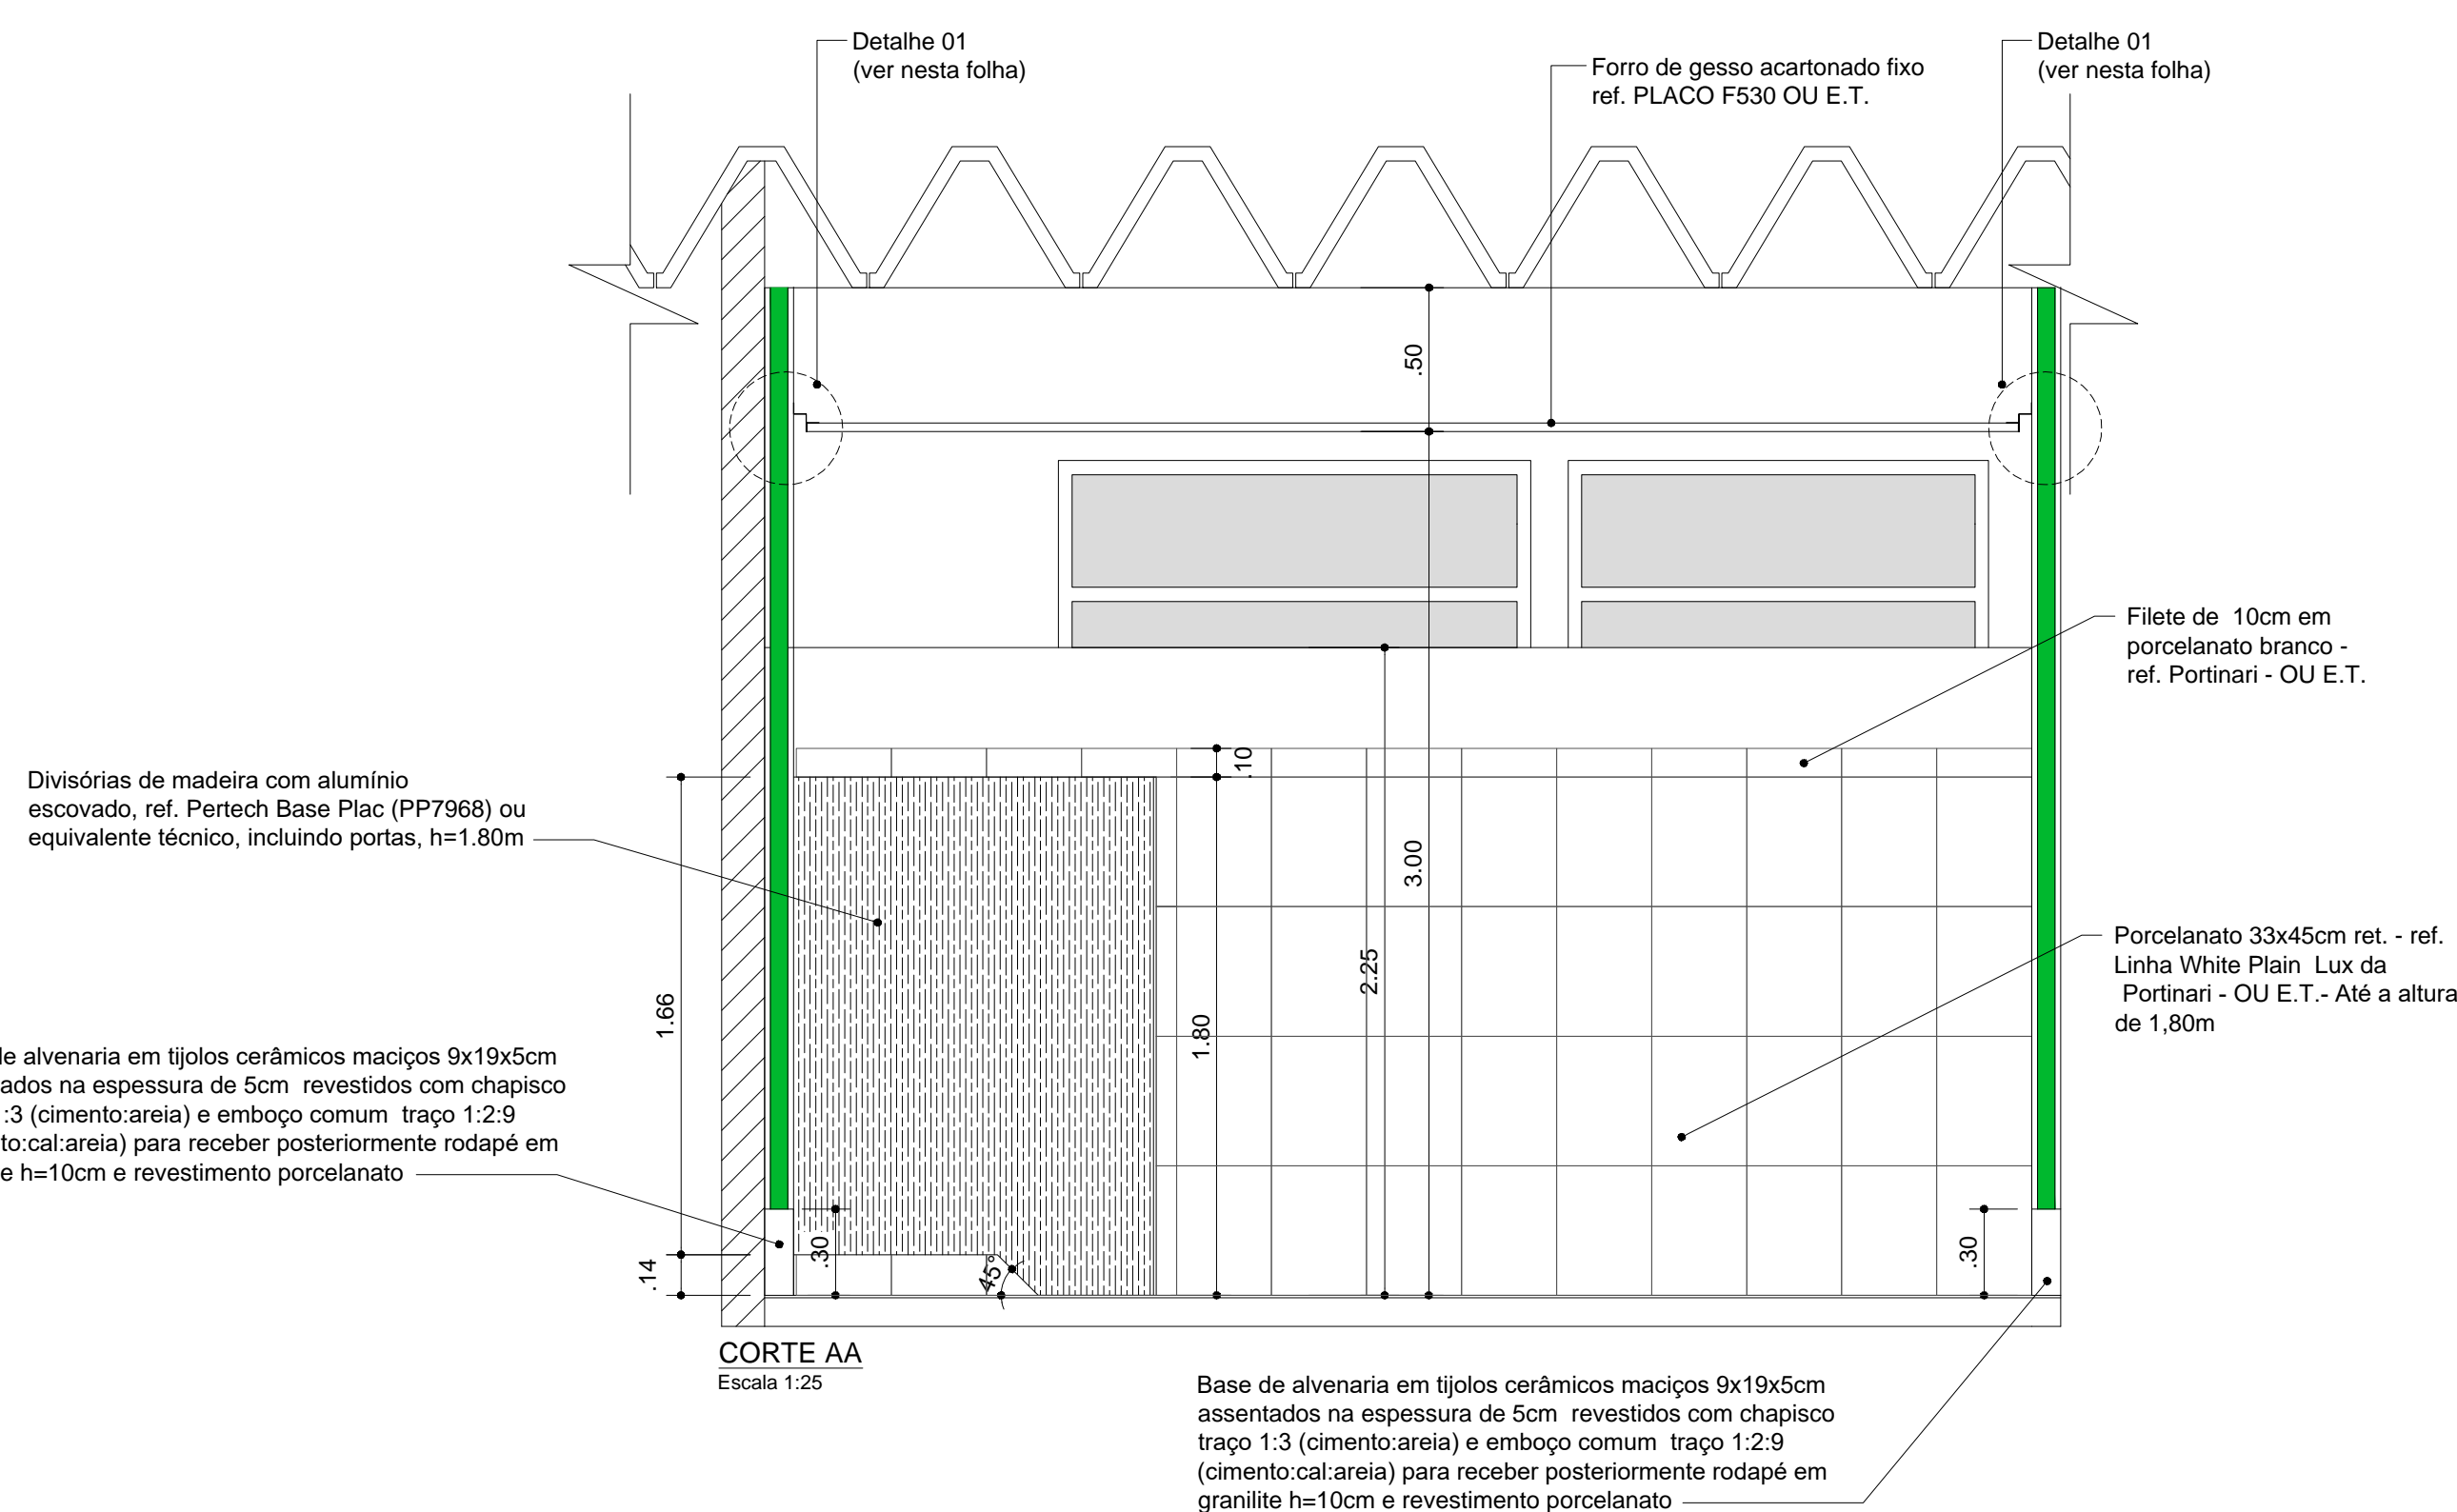 Detalhe 01
(ver nesta folha)
Forro de gesso acartonado fixo
ref. PLACO F530 OU E.T.
Detalhe 01
(ver nesta folha)
.50
Filete de  10cm em
porcelanato branco -
ref. Portinari - OU E.T.
.10
Divisórias de madeira com alumínio
escovado, ref. Pertech Base Plac (PP7968) ou
equivalente técnico, incluindo portas, h=1.80m
3.00
2.25
1.66
1.80
Porcelanato 33x45cm ret. - ref.
Linha White Plain  Lux da
Portinari - OU E.T.- Até a altura
de 1,80m
de alvenaria em tijolos cerâmicos maciços 9x19x5cm
ados na espessura de 5cm  revestidos com chapisco
:3 (cimento:areia) e emboço comum  traço 1:2:9
to:cal:areia) para receber posteriormente rodapé em
e h=10cm e revestimento porcelanato
.14
.30
45°
.30
CORTE AA
Escala 1:25
Base de alvenaria em tijolos cerâmicos maciços 9x19x5cm
assentados na espessura de 5cm  revestidos com chapisco
traço 1:3 (cimento:areia) e emboço comum  traço 1:2:9
(cimento:cal:areia) para receber posteriormente rodapé em
granilite h=10cm e revestimento porcelanato